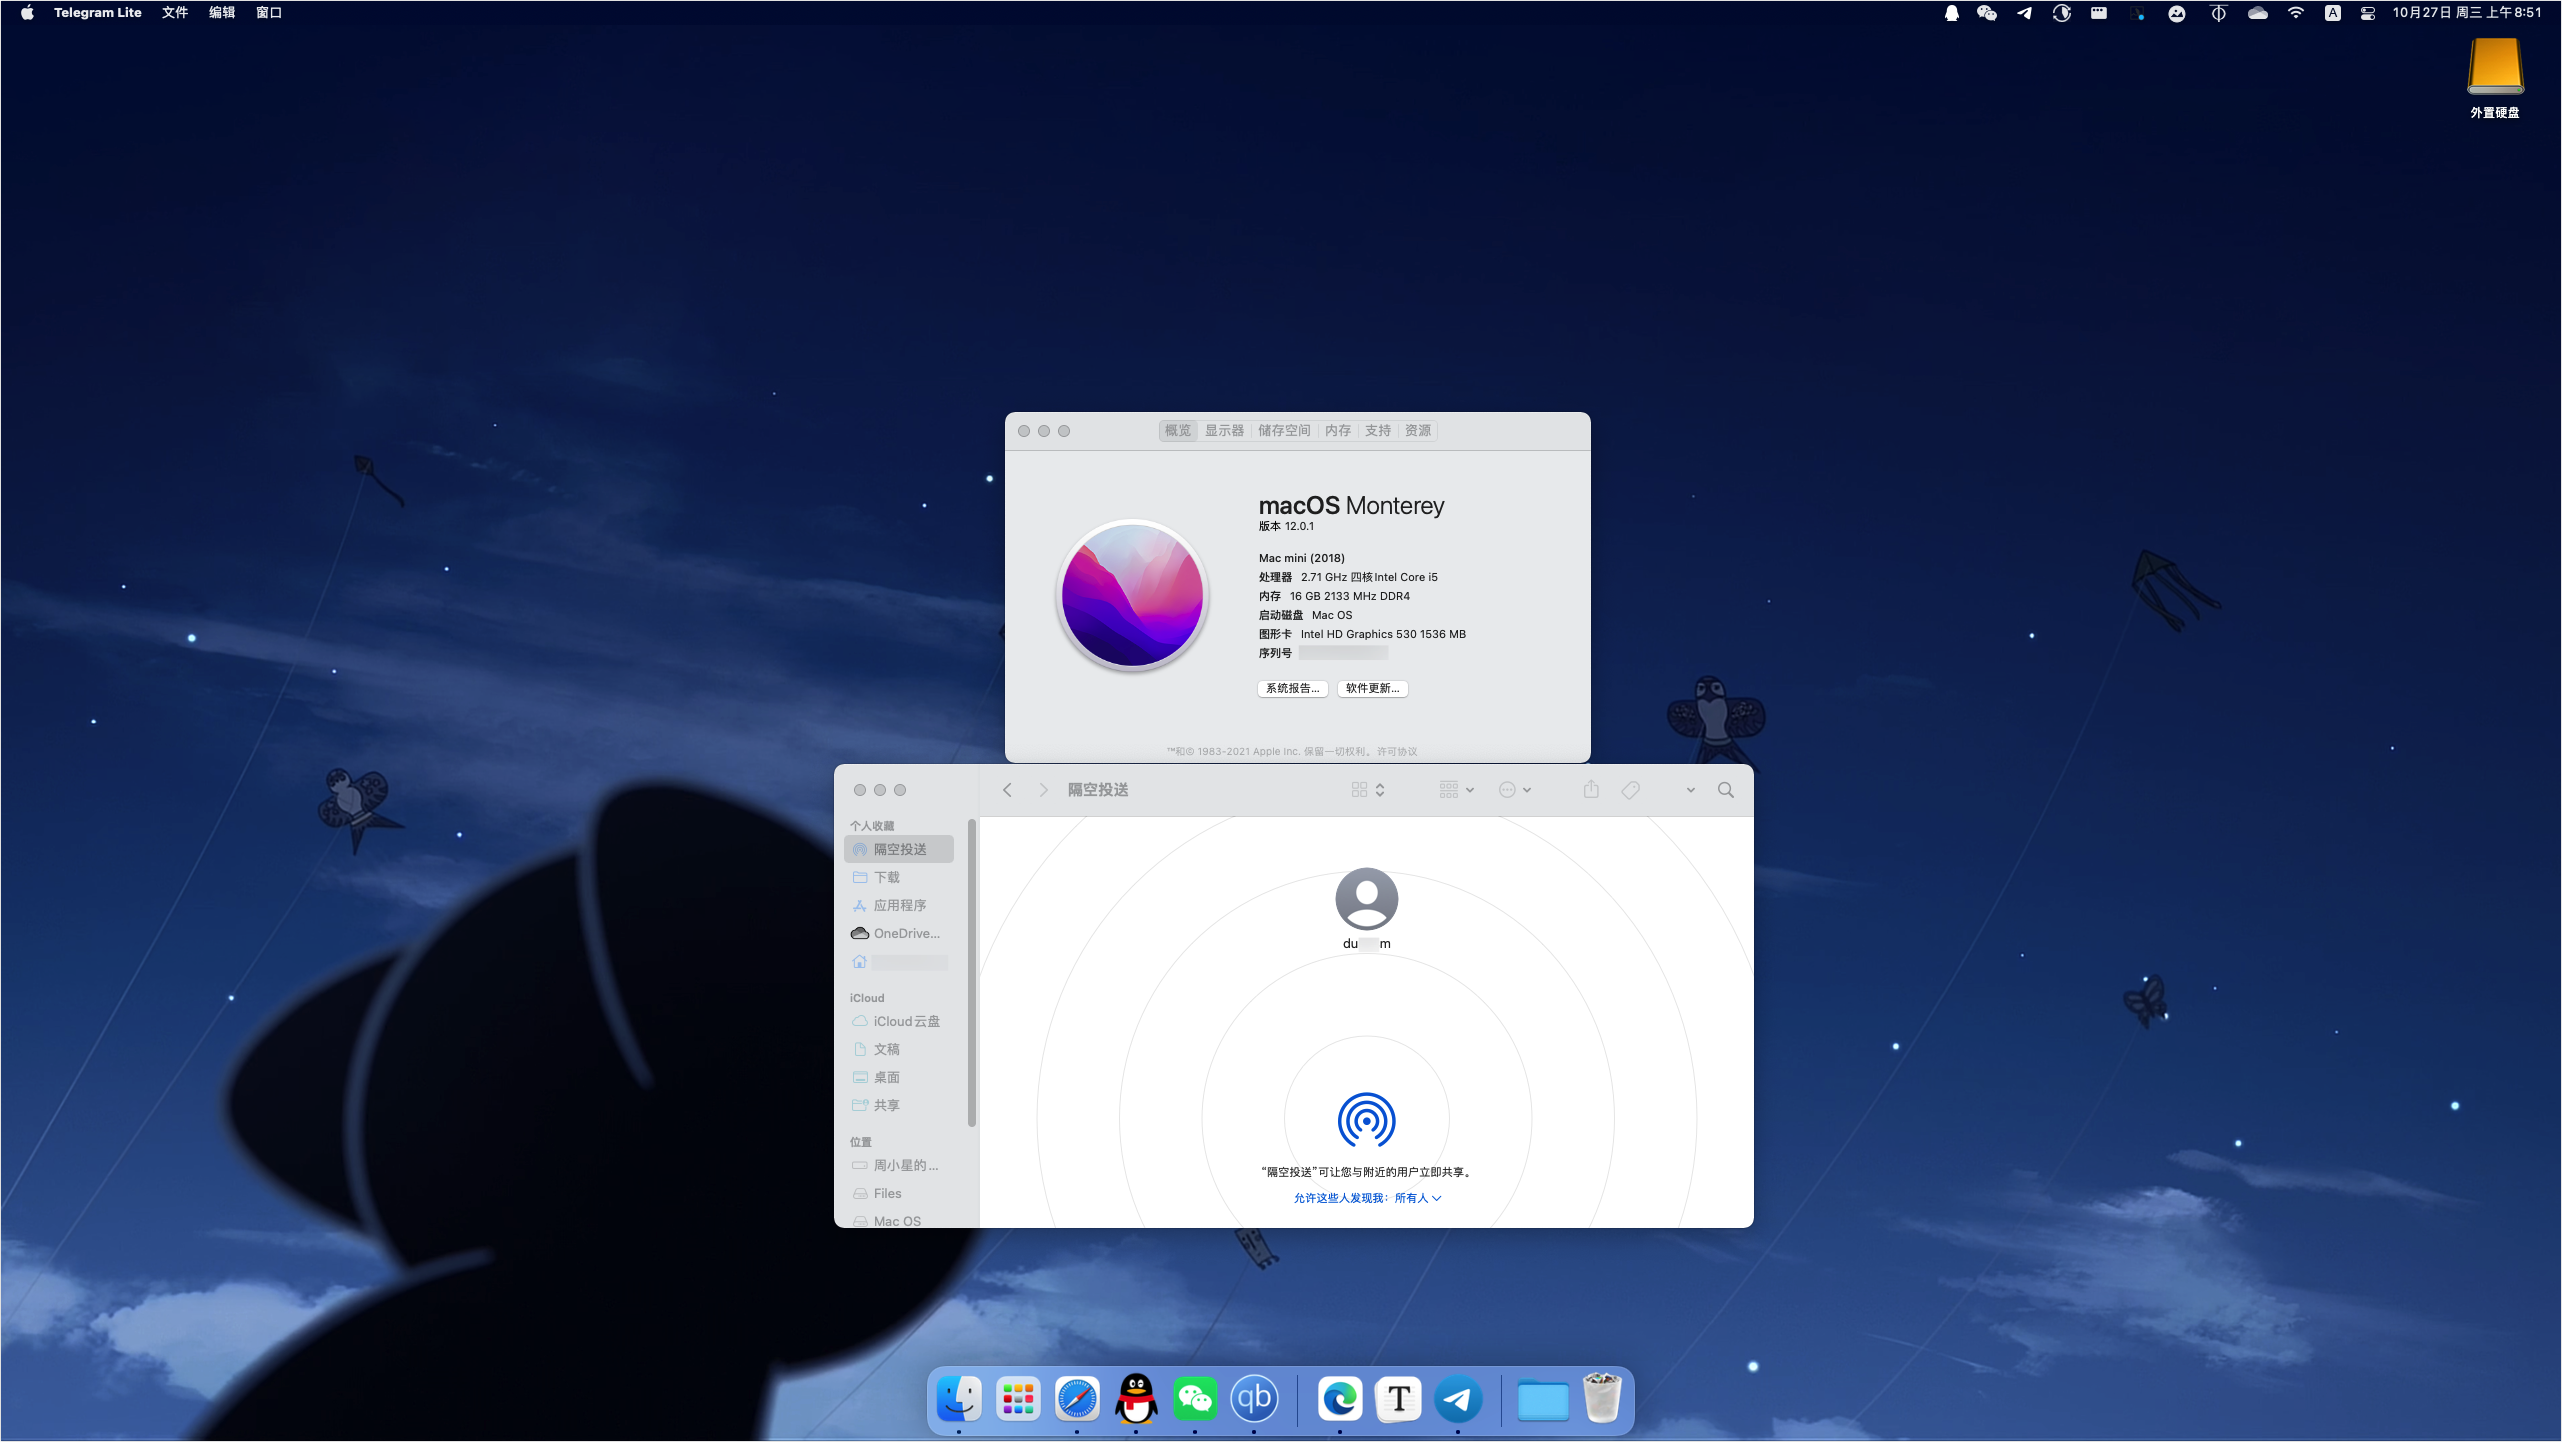 Telegram Lite 文件 编辑 窗口
A 10月27日 周三 上午8:51
外置硬盘
概览 显示器 储存空间 内存 支持 资源
macOS Monterey
版本 12.0.1
Mac mini (2018)
处理器 2.71 GHz 四核Intel Core i5
内存 16 GB 2133 MHz DDR4
启动磁盘 Mac OS
图形卡 Intel HD Graphics 530 1536 MB
序列号
系统报告... 软件更新...
™和© 1983-2021 Apple Inc. 保留一切权利。许可协议
隔空投送
个人收藏
隔空投送
下载
应用程序
OneDrive...
iCloud
iCloud云盘
文稿
桌面
共享
位置
周小星的...
Files
Mac OS
du m
“隔空投送”可让您与附近的用户立即共享。
允许这些人发现我：所有人
qb T